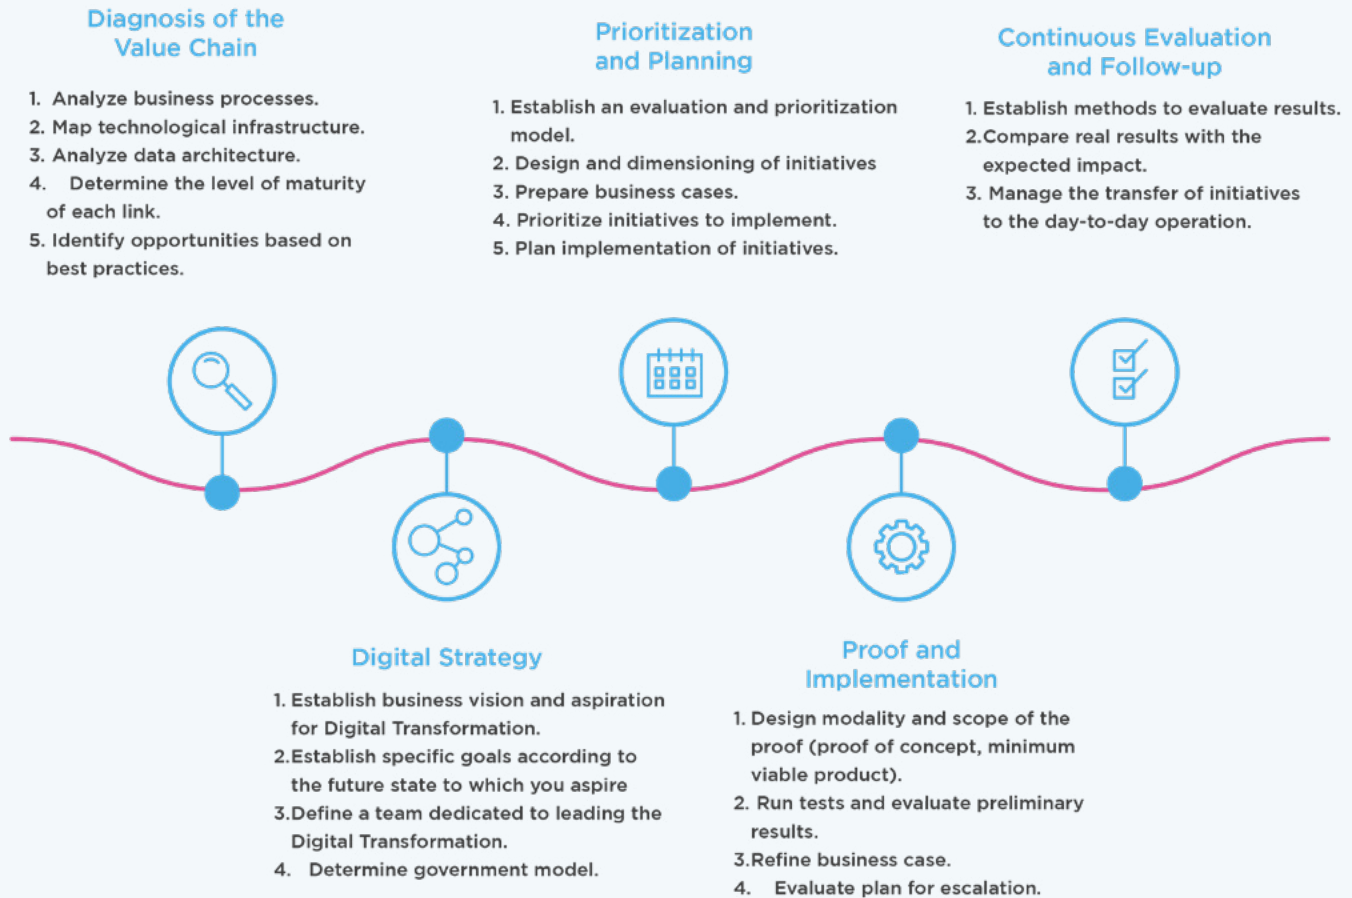 Diagnosis of the
Value Chain
1. Analyze business processes.
2. Map technological infrastructure.
3. Analyze data architecture.
4. Determine the level of maturity
of each link.
5. Identify opportunities based on
best practices.
Prioritization
and Planning
1. Establish an evaluation and prioritization
model.
2. Design and dimensioning of initiatives
3. Prepare business cases.
4. Prioritize initiatives to implement.
5. Plan implementation of initiatives.
Continuous Evaluation
and Follow-up
1. Establish methods to evaluate results.
2.Compare real results with the
expected impact.
3. Manage the transfer of initiatives
to the day-to-day operation.
Digital Strategy
1. Establish business vision and aspiration
for Digital Transformation.
2.Establish specific goals according to
the future state to which you aspire
3.Define a team dedicated to leading the
Digital Transformation.
4. Determine government model.
Proof and
Implementation
1. Design modality and scope of the
proof (proof of concept, minimum
viable product).
2. Run tests and evaluate preliminary
results.
3.Refine business case.
4. Evaluate plan for escalation.